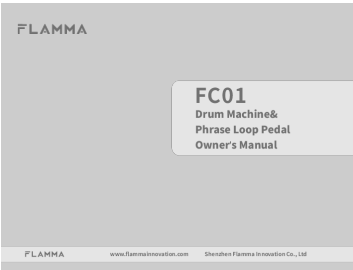 FLAMMA
FC01
Drum Machine&
Phrase Loop Pedal
Owner's Manual
FLAMMA www.flammainnovation.com Shenzhen Flamma Innovation Co., Ltd